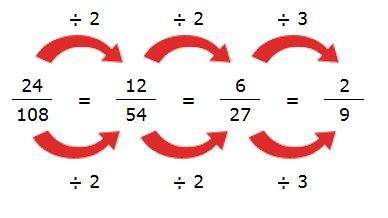 ÷ 2 ÷ 2 ÷ 3
24 12 6 2
= = =
108 54 27 9
÷ 2 ÷ 2 ÷ 3